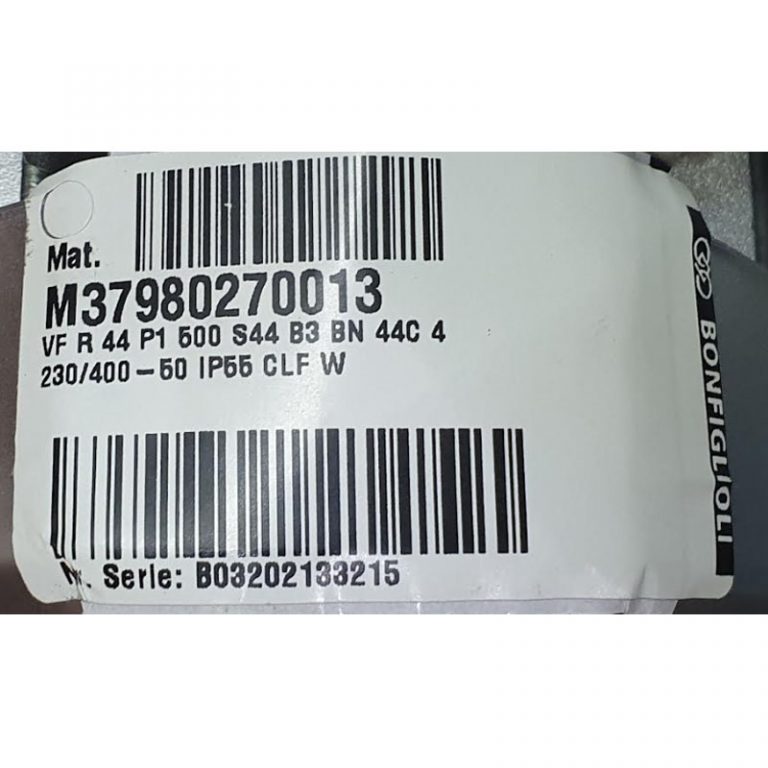 Mat.
M37980270013
VF R 44 P1 500 S44 B3 BN 44C 4
230/400-50 IP55 CLF W
Nr. Serie: B03202133215
BONFIGLIOLI